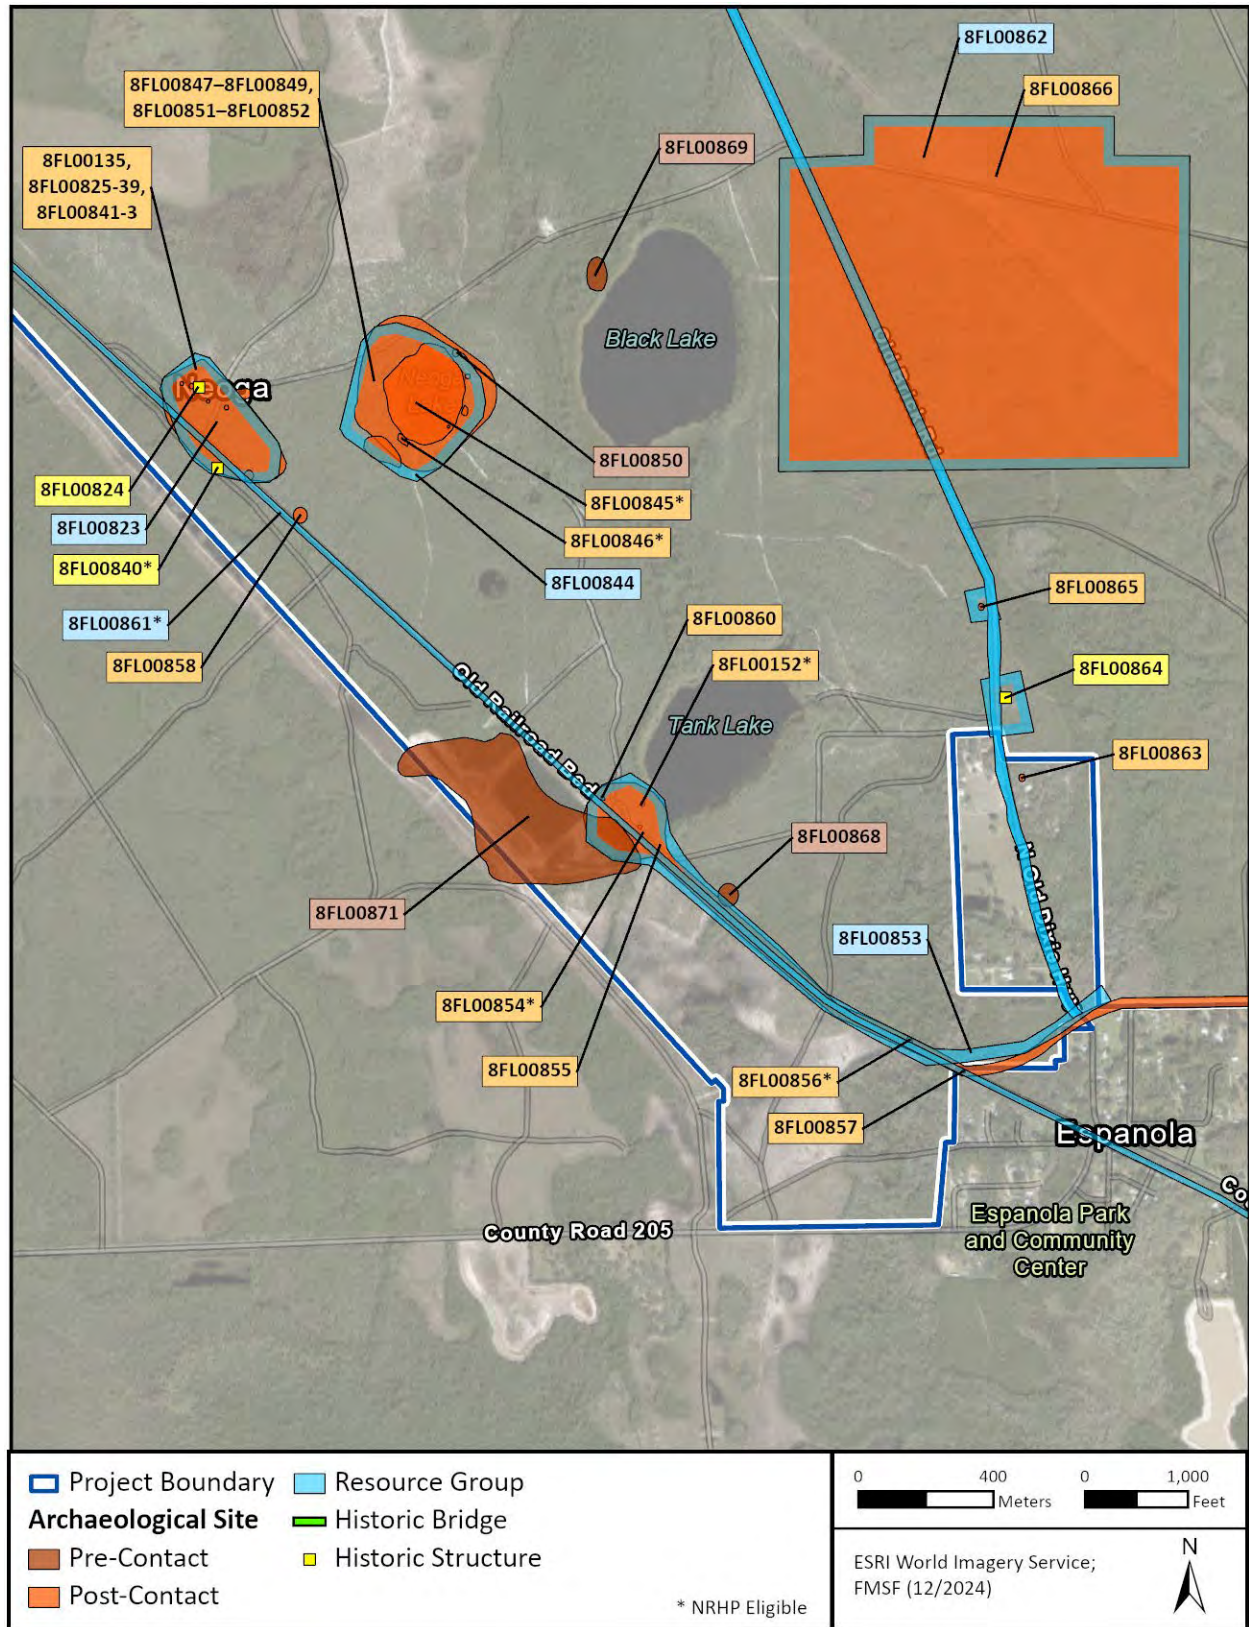 8FL00862
8FL00847–8FL00849,
8FL00851–8FL00852
8FL00866
8FL00135,
8FL00825-39,
8FL00841-3
8FL00869
Black Lake
Neoga
8FL00850
8FL00824
8FL00845*
8FL00823
8FL00846*
8FL00840*
8FL00844
8FL00865
8FL00861*
8FL00860
8FL00858
8FL00152*
8FL00864
Old Railroad Bed
Tank Lake
8FL00863
8FL00868
8FL00871
8FL00853
N Old Dixie Hwy
8FL00854*
8FL00855
8FL00856*
8FL00857
Espanola
County Road 205
Espanola Park
and Community
Center
Project Boundary
Resource Group
Archaeological Site
Historic Bridge
Pre-Contact
Historic Structure
Post-Contact
* NRHP Eligible
0 400
Meters
0 1,000
Feet
ESRI World Imagery Service;
FMSF (12/2024)
N